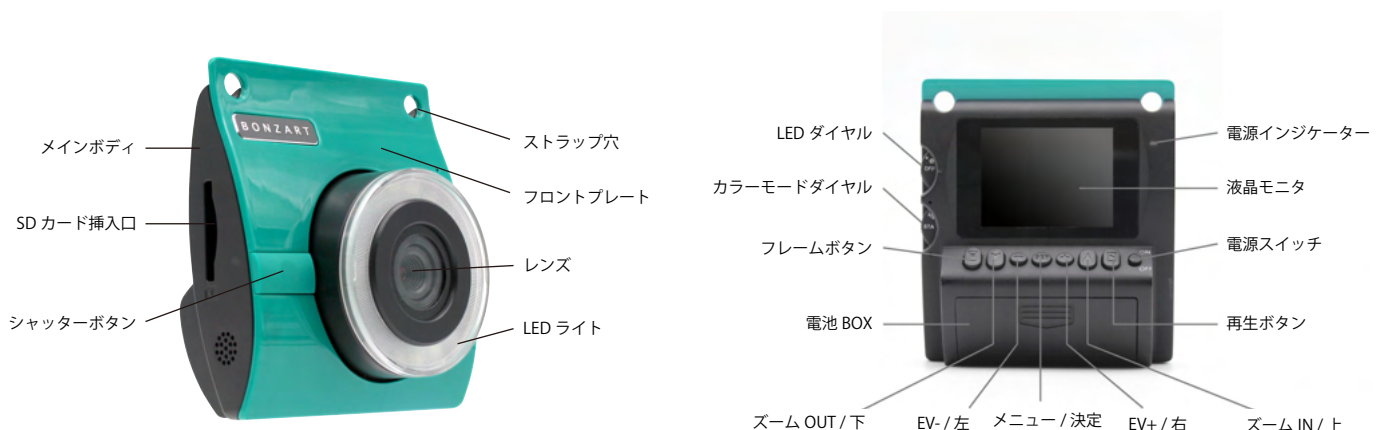 BONZART
メインボディ
SD カード挿入口
シャッターボタン
ストラップ穴
フロントプレート
レンズ
LED ライト
LED ダイヤル
カラーモードダイヤル
フレームボタン
電池 BOX
電源インジケーター
液晶モニタ
電源スイッチ
再生ボタン
OFF
STA
OFF
ズーム OUT / 下
EV- / 左
メニュー / 決定
EV+ / 右
ズーム IN / 上